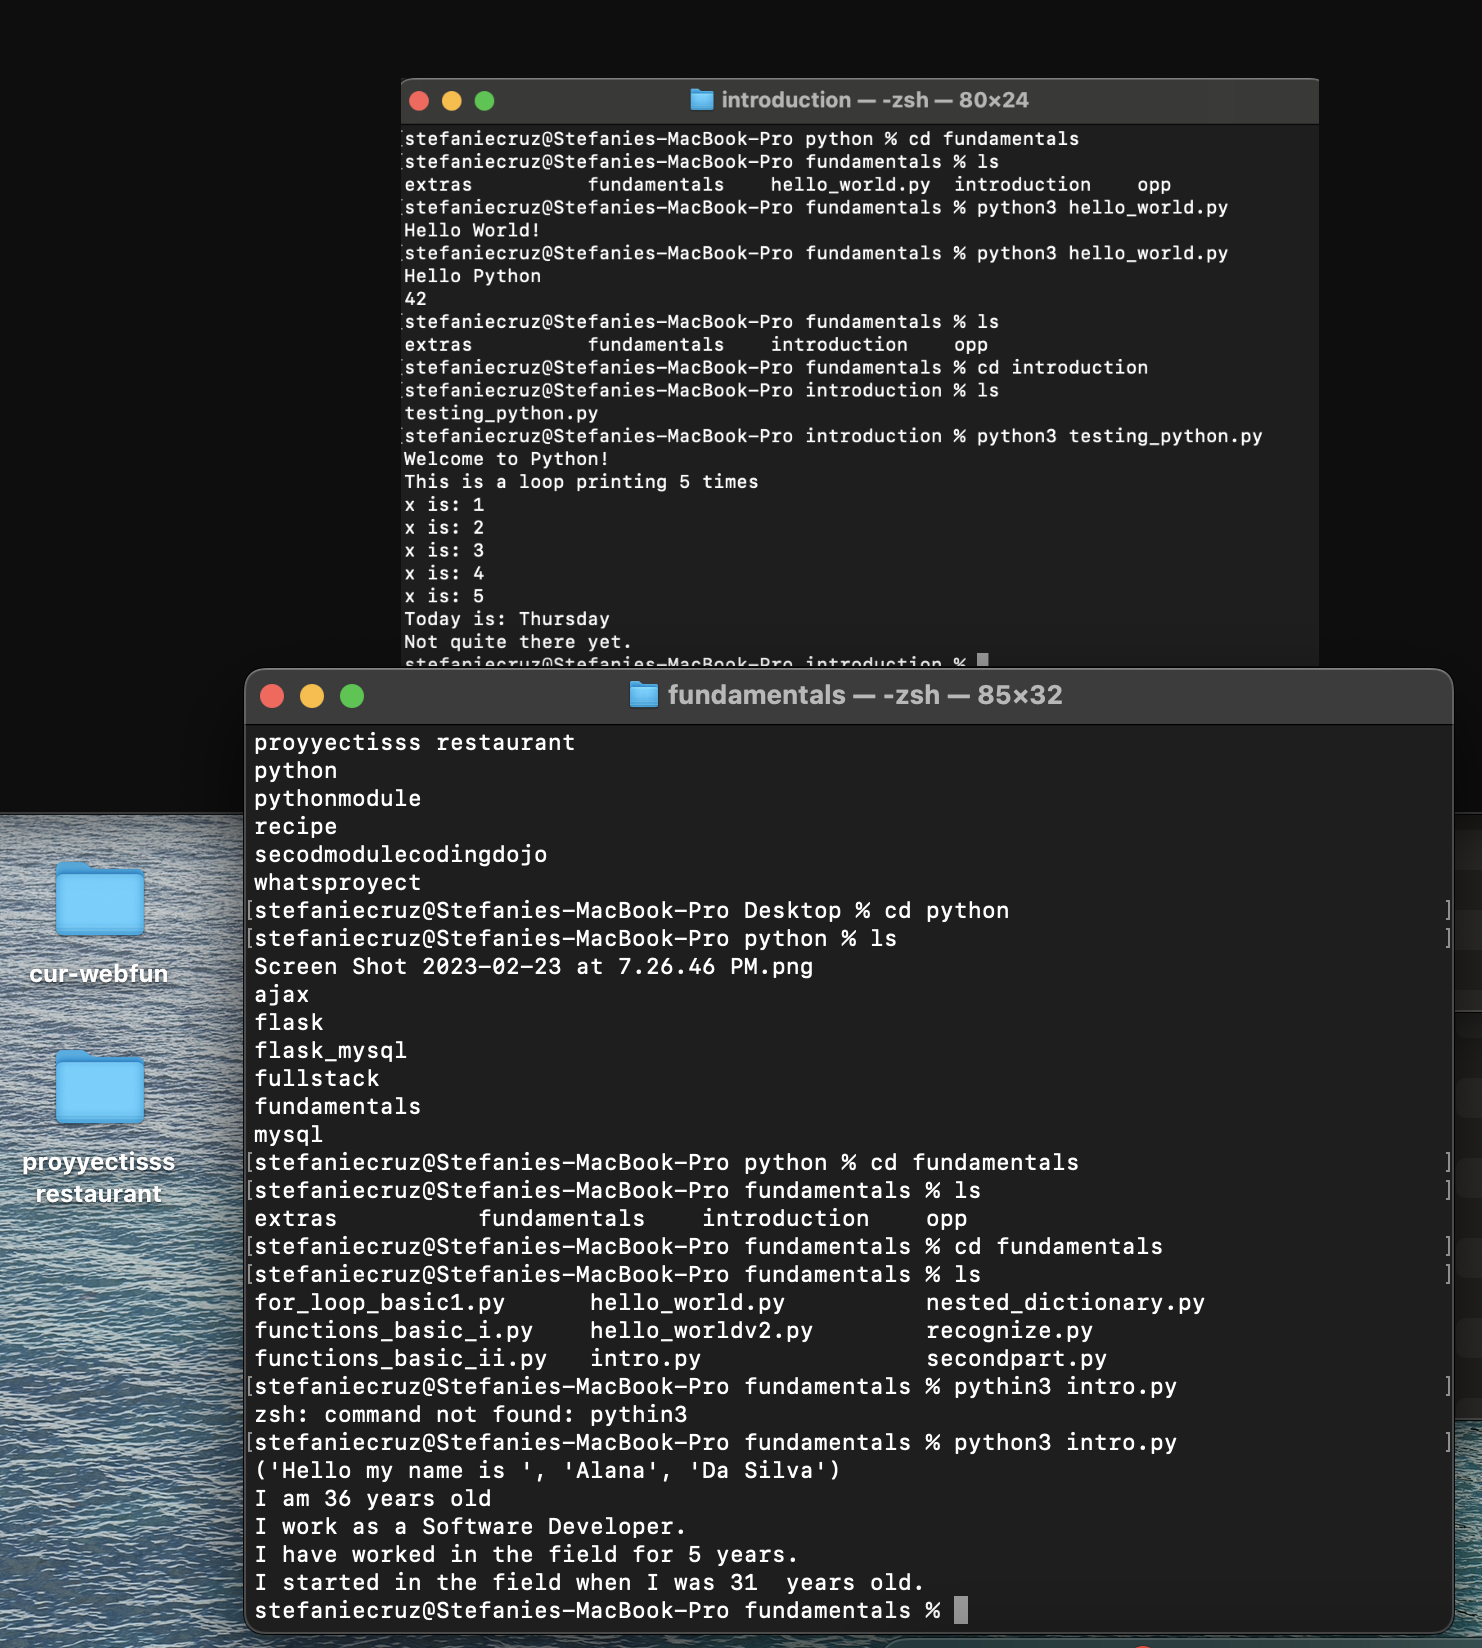 introduction — -zsh — 80×24
stefaniecruz@Stefanies-MacBook-Pro python % cd fundamentals
stefaniecruz@Stefanies-MacBook-Pro fundamentals % ls
extras fundamentals hello_world.py introduction opp
stefaniecruz@Stefanies-MacBook-Pro fundamentals % python3 hello_world.py
Hello World!
stefaniecruz@Stefanies-MacBook-Pro fundamentals % python3 hello_world.py
Hello Python
42
stefaniecruz@Stefanies-MacBook-Pro fundamentals % ls
extras fundamentals introduction opp
stefaniecruz@Stefanies-MacBook-Pro fundamentals % cd introduction
stefaniecruz@Stefanies-MacBook-Pro introduction % ls
testing_python.py
stefaniecruz@Stefanies-MacBook-Pro introduction % python3 testing_python.py
Welcome to Python!
This is a loop printing 5 times
x is: 1
x is: 2
x is: 3
x is: 4
x is: 5
Today is: Thursday
Not quite there yet.
stefaniecruz@Stefanies-MacBook-Pro introduction %
fundamentals — -zsh — 85×32
proyyectisss restaurant
python
pythonmodule
recipe
secodmodulecodingdojo
whatsproyect
[stefaniecruz@Stefanies-MacBook-Pro Desktop % cd python ]
[stefaniecruz@Stefanies-MacBook-Pro python % ls ]
Screen Shot 2023-02-23 at 7.26.46 PM.png
ajax
flask
flask_mysql
fullstack
fundamentals
mysql
[stefaniecruz@Stefanies-MacBook-Pro python % cd fundamentals ]
[stefaniecruz@Stefanies-MacBook-Pro fundamentals % ls ]
extras fundamentals introduction opp
[stefaniecruz@Stefanies-MacBook-Pro fundamentals % cd fundamentals ]
[stefaniecruz@Stefanies-MacBook-Pro fundamentals % ls ]
for_loop_basic1.py hello_world.py nested_dictionary.py
functions_basic_i.py hello_worldv2.py recognize.py
functions_basic_ii.py intro.py secondpart.py
[stefaniecruz@Stefanies-MacBook-Pro fundamentals % pythin3 intro.py ]
zsh: command not found: pythin3
[stefaniecruz@Stefanies-MacBook-Pro fundamentals % python3 intro.py ]
('Hello my name is ', 'Alana', 'Da Silva')
I am 36 years old
I work as a Software Developer.
I have worked in the field for 5 years.
I started in the field when I was 31  years old.
stefaniecruz@Stefanies-MacBook-Pro fundamentals %
cur-webfun
proyyectisss
restaurant